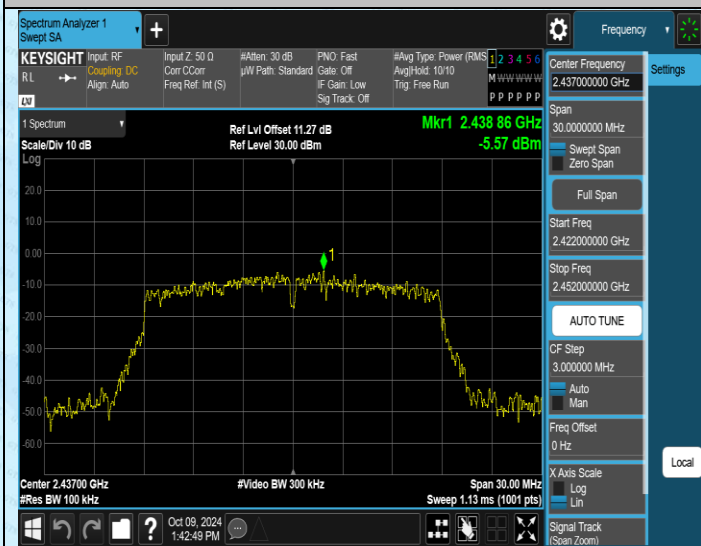 Spectrum Analyzer 1
Swept SA
Frequency
KEYSIGHT
RL
LXI
Input: RF
Coupling: DC
Align: Auto
Input Z: 50 Ω
Corr CCorr
Freq Ref: Int (S)
#Atten: 30 dB
µW Path: Standard
PNO: Fast
Gate: Off
IF Gain: Low
Sig Track: Off
#Avg Type: Power (RMS
Avg|Hold: 10/10
Trig: Free Run
1 2 3 4 5 6
M W W W W W
P P P P P P
1 Spectrum
Scale/Div 10 dB
Log
Ref Lvl Offset 11.27 dB
Ref Level 30.00 dBm
Mkr1 2.438 86 GHz
-5.57 dBm
20.0
10.0
0.00
-10.0
-20.0
-30.0
-40.0
-50.0
-60.0
1
Center 2.43700 GHz
#Res BW 100 kHz
#Video BW 300 kHz
Span 30.00 MHz
Sweep 1.13 ms (1001 pts)
Oct 09, 2024
1:42:49 PM
?
Center Frequency
2.437000000 GHz
Span
30.0000000 MHz
Swept Span
Zero Span
Full Span
Start Freq
2.422000000 GHz
Stop Freq
2.452000000 GHz
AUTO TUNE
CF Step
3.000000 MHz
Auto
Man
Freq Offset
0 Hz
X Axis Scale
Log
Lin
Signal Track
(Span Zoom)
Settings
Local